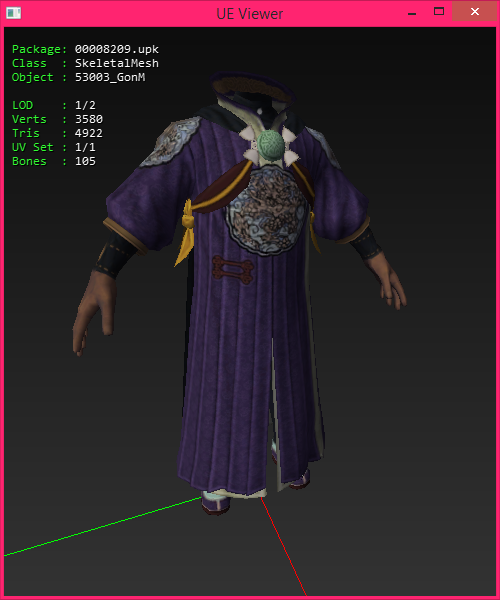 UE Viewer
Package: 00008209.upk
Class  : SkeletalMesh
Object : 53003_GonM
LOD    : 1/2
Verts  : 3580
Tris   : 4922
UV Set : 1/1
Bones  : 105